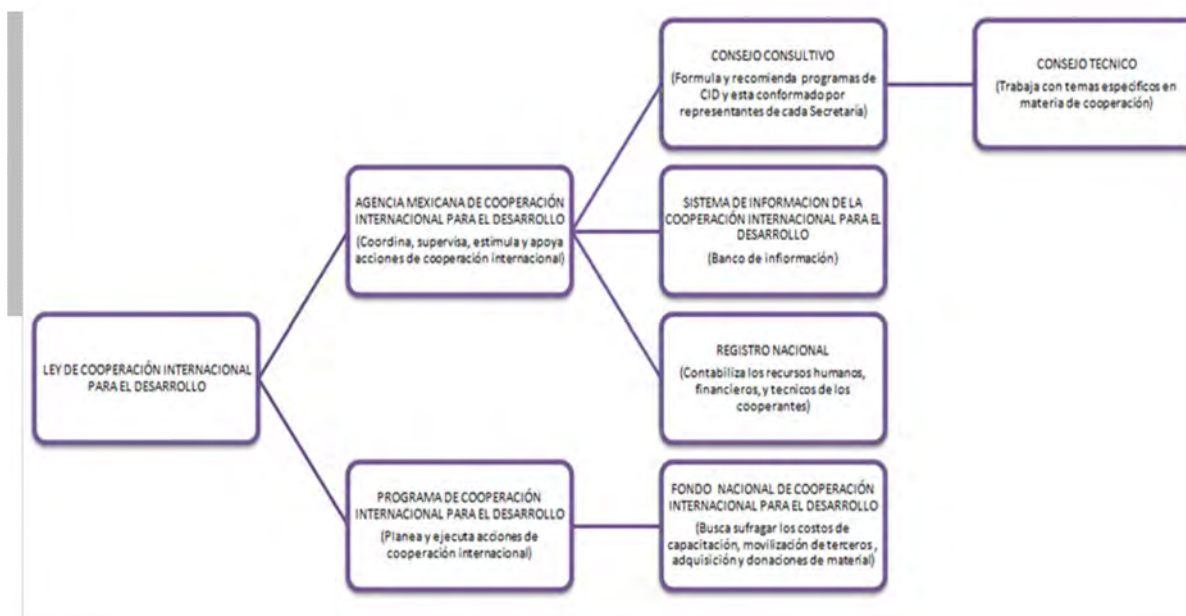 CONSEJO CONSULTIVO
(Formula y recomienda programas de
CID y esta conformado por
representantes de cada Secretaría)
CONSEJO TECNICO
(Trabaja con temas especificos en
materia de cooperación)
AGENCIA MEXICANA DE COOPERACIÓN
INTERNACIONAL PARA EL DESARROLLO
(Coordina, supervisa, estimula y apoya
acciones de cooperación internacional)
SISTEMA DE INFORMACION DE LA
COOPERACIÓN INTERNACIONAL PARA EL
DESARROLLO
(Banco de infiormación)
LEY DE COOPERACIÓN INTERNACIONAL
PARA EL DESARROLLO
REGISTRO NACIONAL
(Contabiliza los recursos humanos,
financieros, y tecnicos de los
cooperantes)
PROGRAMA DE COOPERACIÓN
INTERNACIONAL PARA EL DESARROLLO
(Planea y ejecuta acciones de
cooperación internacional)
FONDO NACIONAL DE COOPERACIÓN
INTERNACIONAL PARA EL DESARROLLO
(Busca sufragar los costos de
capacitación, movilización de terceros ,
adquisición y donaciones de material)